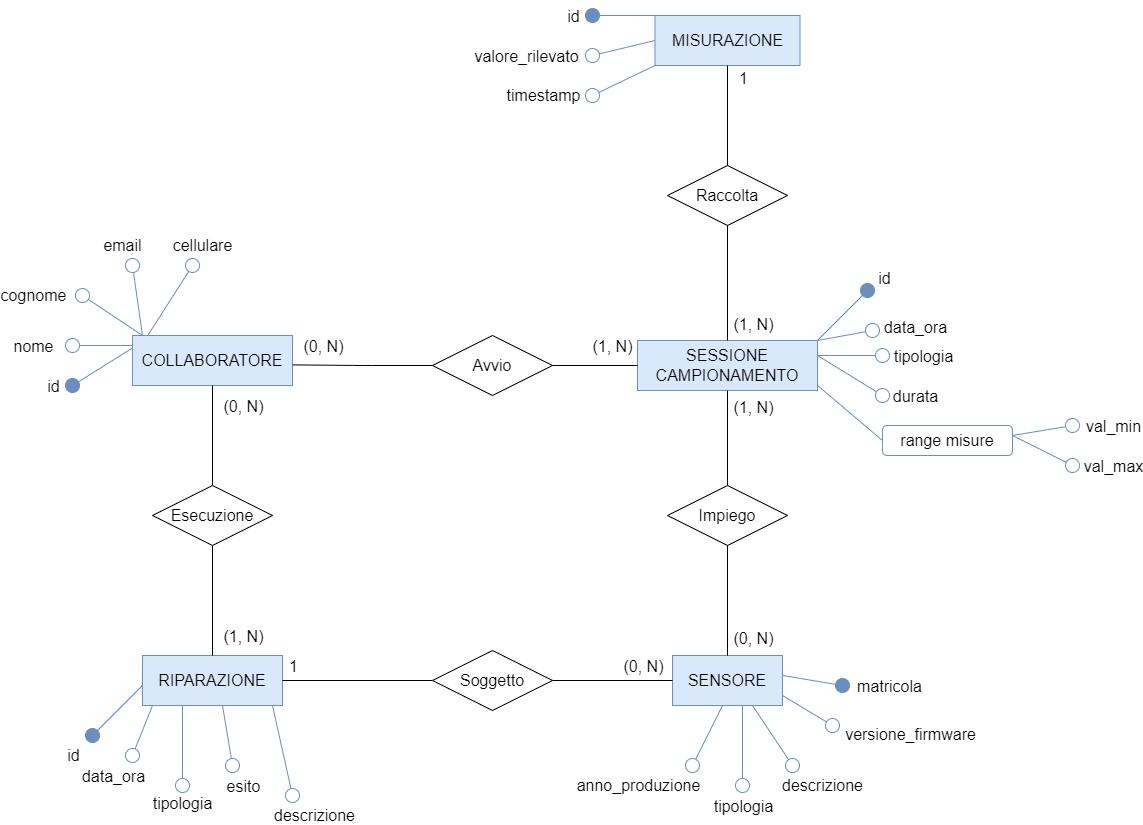 id
MISURAZIONE
valore_rilevato
timestamp
1
Raccolta
email
cellulare
cognome
nome
id
COLLABORATORE
(0, N)
Avvio
(1, N)
(1, N)
SESSIONE
CAMPIONAMENTO
id
data_ora
tipologia
durata
range misure
val_min
val_max
(0, N)
(1, N)
Esecuzione
Impiego
(1, N)
(0, N)
RIPARAZIONE
1
Soggetto
(0, N)
SENSORE
matricola
versione_firmware
id
data_ora
tipologia
esito
descrizione
anno_produzione
tipologia
descrizione